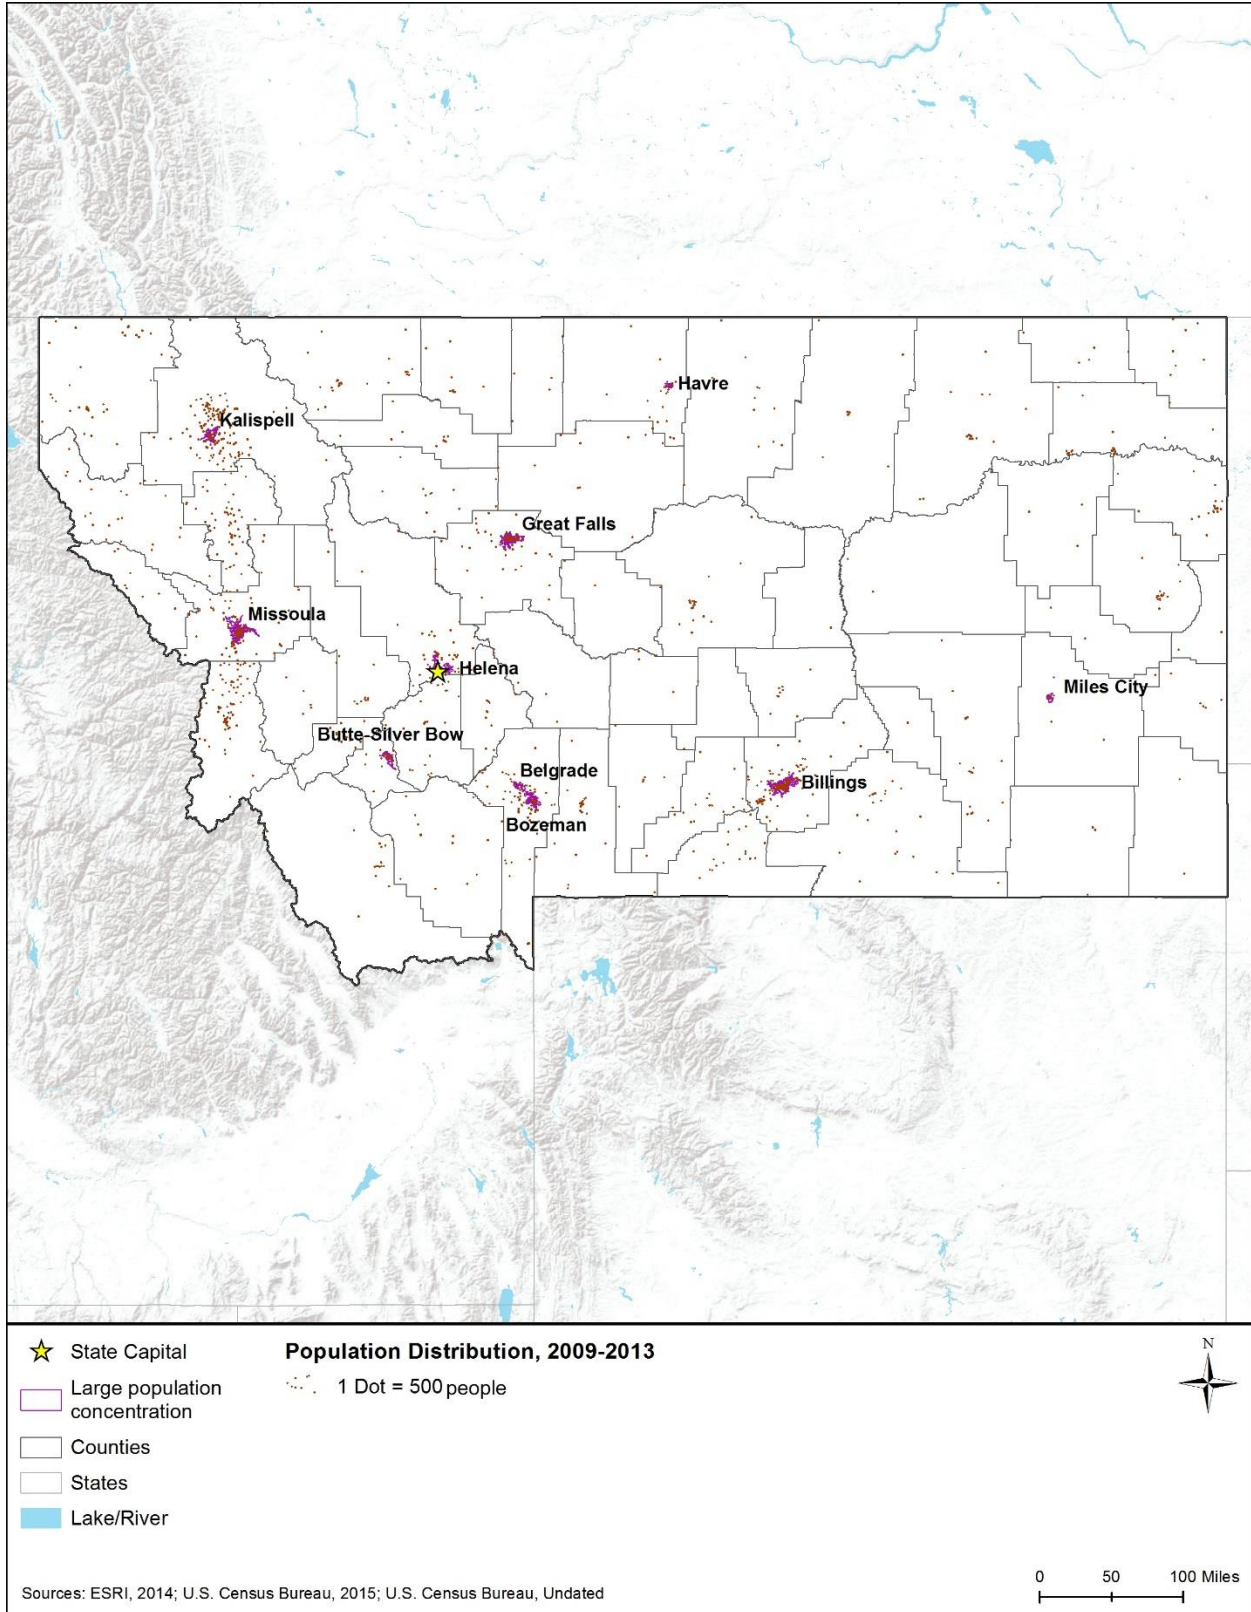 Havre
Kalispell
Great Falls
Missoula
Helena
Miles City
Butte-Silver Bow
Belgrade
Billings
Bozeman
State Capital
Large population
concentration
Counties
States
Lake/River
Population Distribution, 2009-2013
1 Dot = 500 people
N
Sources: ESRI, 2014; U.S. Census Bureau, 2015; U.S. Census Bureau, Undated
0 50 100 Miles